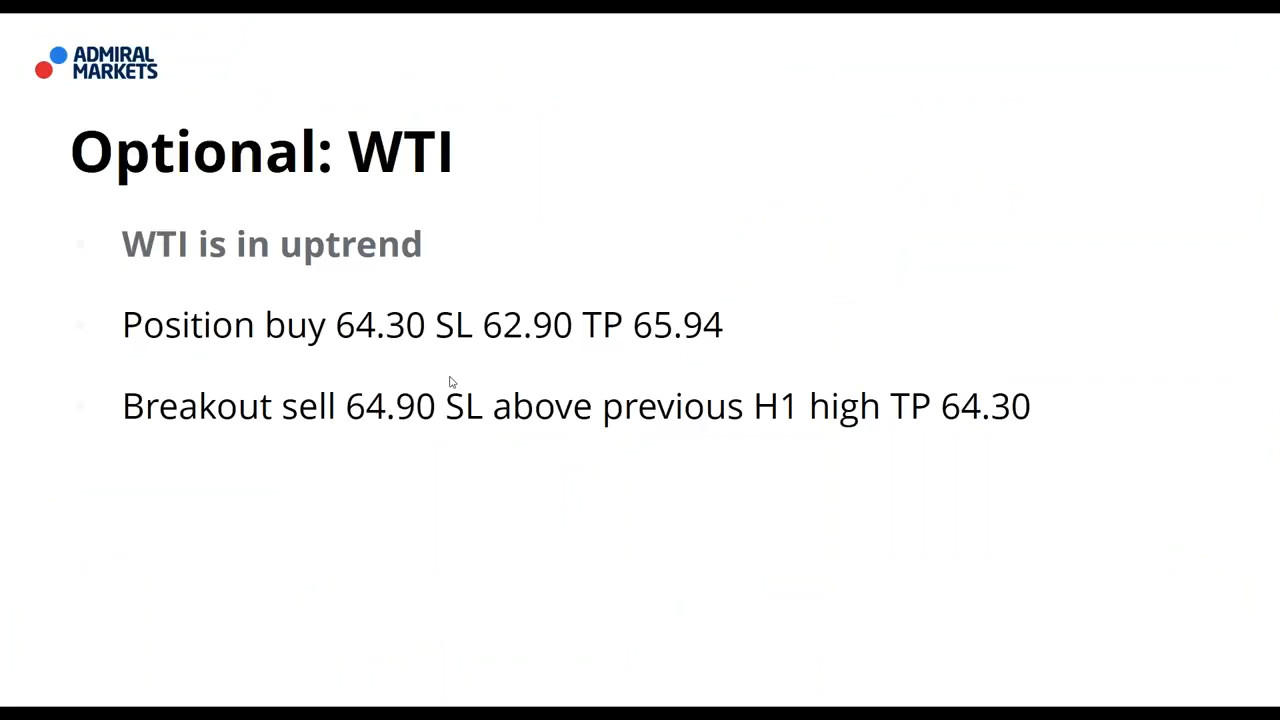 ADMIRAL
MARKETS
Optional: WTI
WTI is in uptrend
Position buy 64.30 SL 62.90 TP 65.94
Breakout sell 64.90 SL above previous H1 high TP 64.30